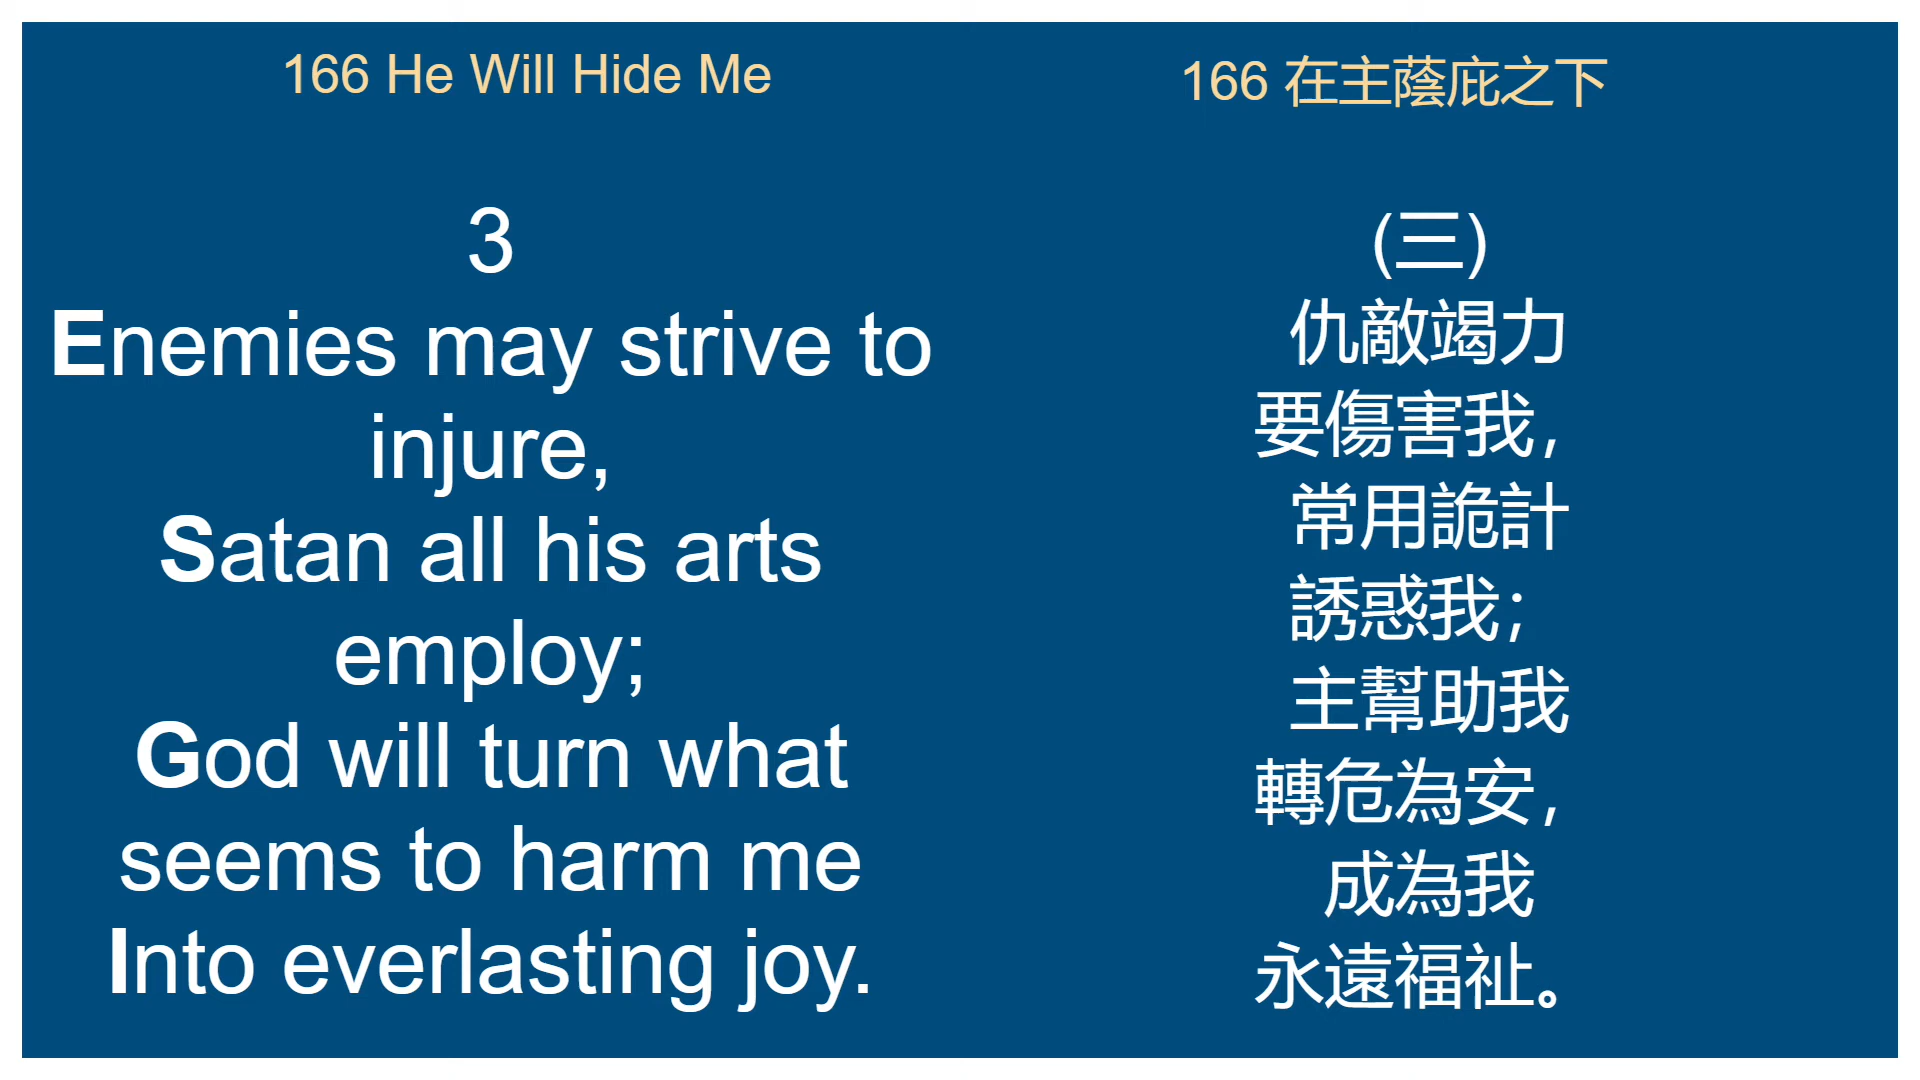 166 He Will Hide Me
3
Enemies may strive to
injure,
Satan all his arts
employ;
God will turn what
seems to harm me
Into everlasting joy.
166 在主蔭庇之下
(三)
仇敵竭力
要傷害我，
常用詭計
誘惑我；
主幫助我
轉危為安，
成為我
永遠福祉。